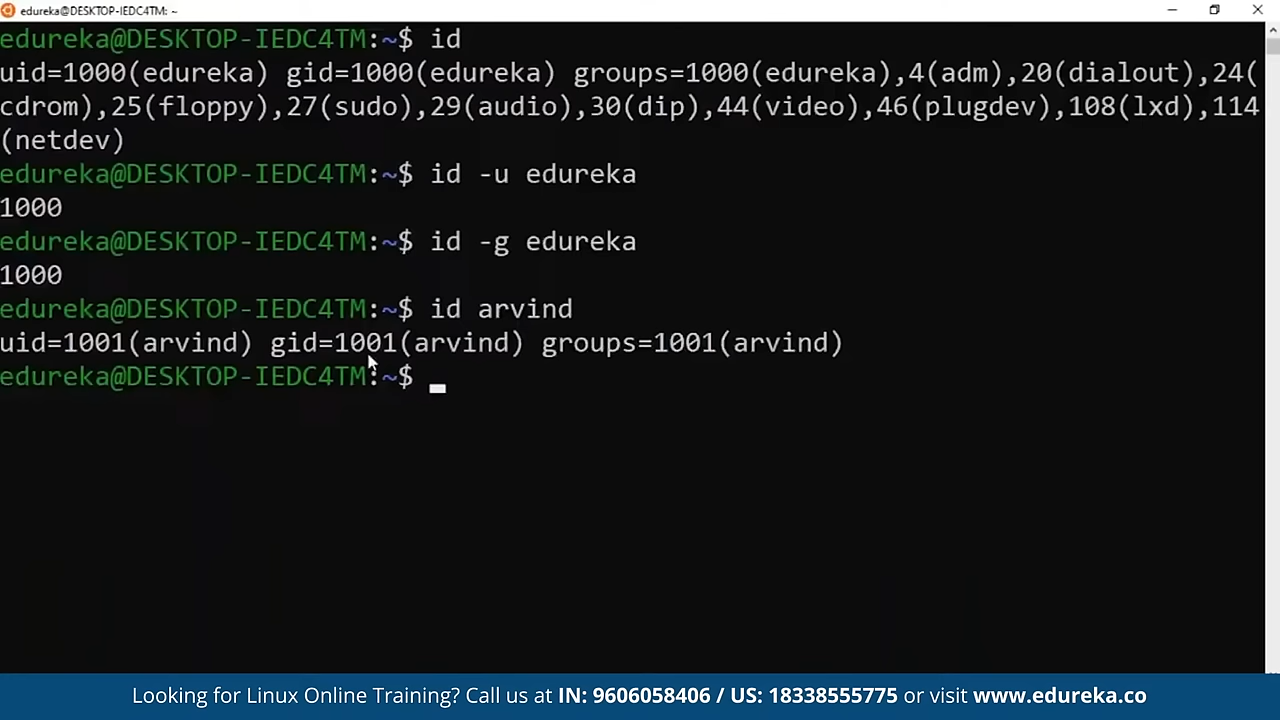 edureka@DESKTOP-IEDC4TM: ~
edureka@DESKTOP-IEDC4TM:~$ id
uid=1000(edureka) gid=1000(edureka) groups=1000(edureka),4(adm),20(dialout),24(
cdrom),25(floppy),27(sudo),29(audio),30(dip),44(video),46(plugdev),108(lxd),114
(netdev)
edureka@DESKTOP-IEDC4TM:~$ id -u edureka
1000
edureka@DESKTOP-IEDC4TM:~$ id -g edureka
1000
edureka@DESKTOP-IEDC4TM:~$ id arvind
uid=1001(arvind) gid=1001(arvind) groups=1001(arvind)
edureka@DESKTOP-IEDC4TM:~$
Looking for Linux Online Training? Call us at IN: 9606058406 / US: 18338555775 or visit www.edureka.co